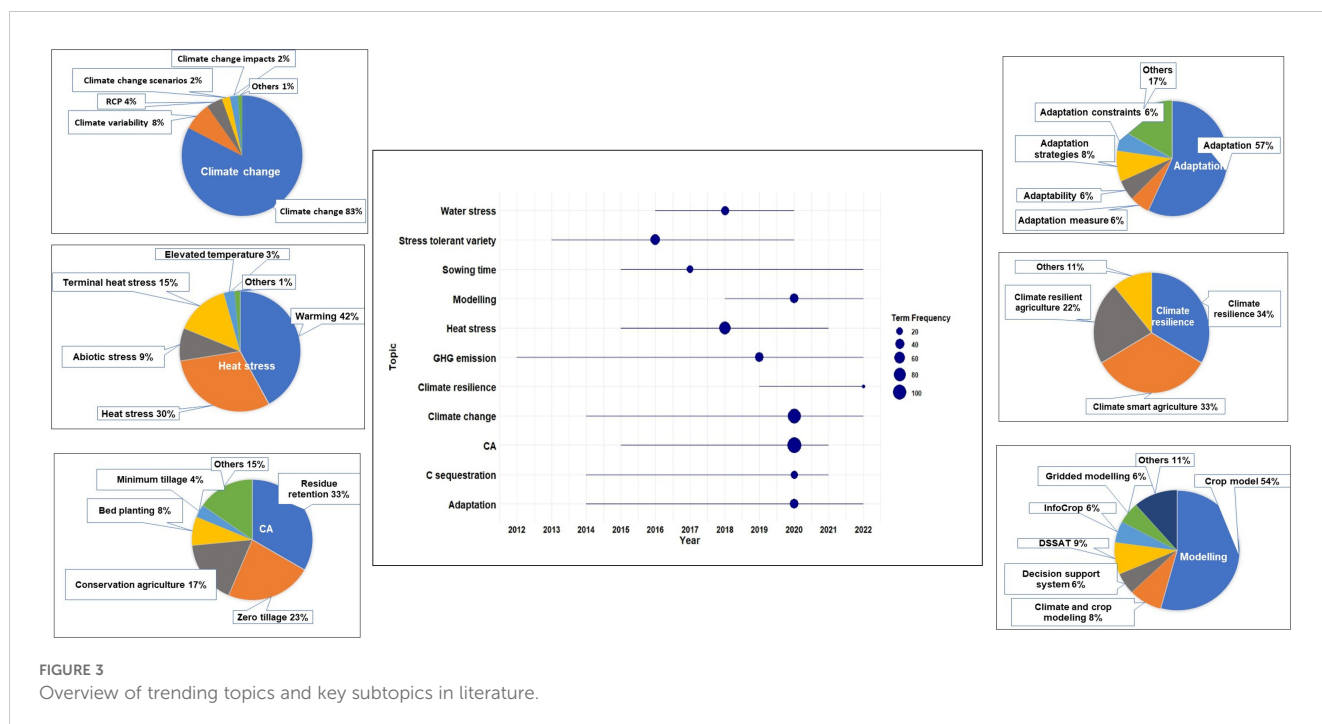 Climate change impacts 2%
Climate change scenarios 2%
Others 1%
RCP 4%
Climate variability 8%
Climate change
Climate change 83%
Elevated temperature 3%
Terminal heat stress 15%
Others 1%
Warming 42%
Abiotic stress 9%
Heat stress
Heat stress 30%
Others 15%
Minimum tillage 4%
Residue
retention 33%
Bed planting 8%
CA
Conservation agriculture 17%
Zero tillage 23%
Topic
Water stress
Stress tolerant variety
Sowing time
Modelling
Heat stress
GHG emission
Climate resilience
Climate change
CA
C sequestration
Adaptation
2012 2013 2014 2015 2016 2017 2018 2019 2020 2021 2022
Year
Term Frequency
20
40
60
80
100
Others
17%
Adaptation constraints 6%
Adaptation
strategies 8%
Adaptation 57%
Adaptation
Adaptability 6%
Adaptation measure 6%
Others 11%
Climate resilient
agriculture 22%
Climate
resilience
Climate
resilience 34%
Climate smart agriculture 33%
Others 11%
Gridded modelling 6%
Crop model 54%
InfoCrop 6%
DSSAT 9%
Modelling
Decision support
system 6%
Climate and crop
modeling 8%
FIGURE 3
Overview of trending topics and key subtopics in literature.